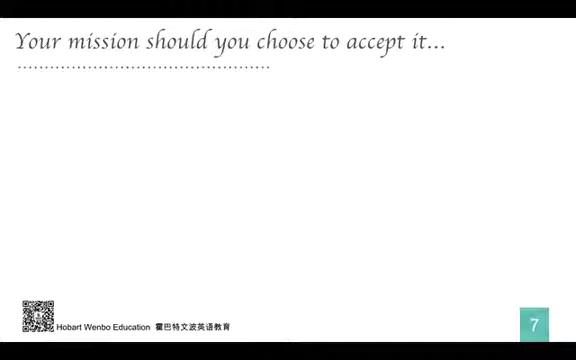 Your mission should you choose to accept it...
Hobart Wenbo Education 霍巴特文波英语教育
7